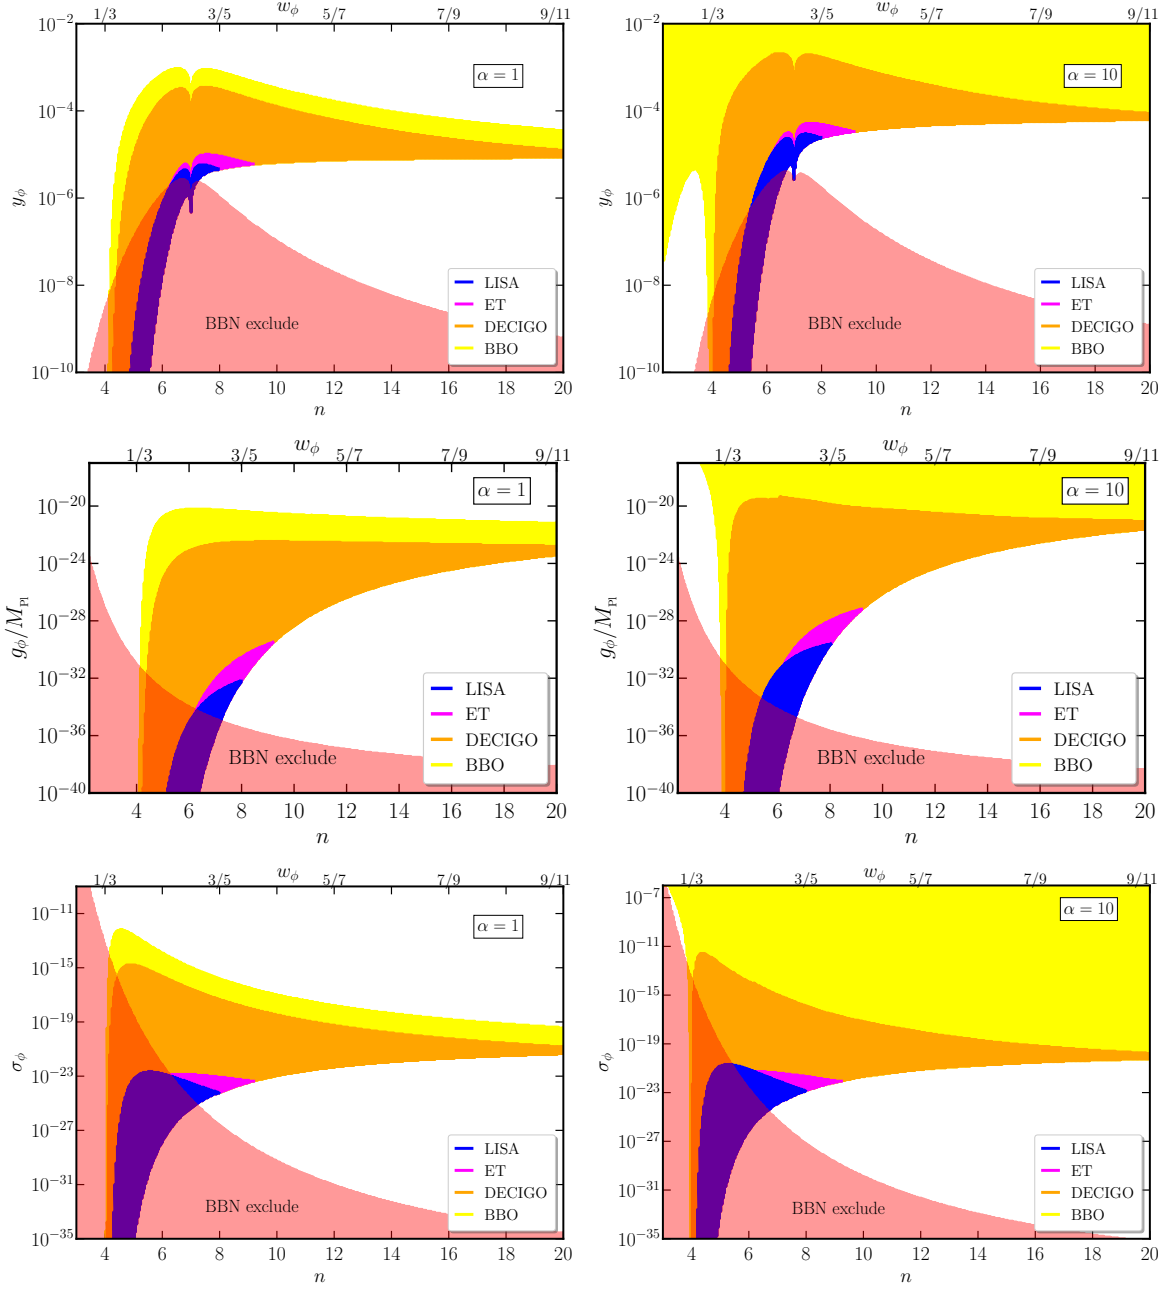 1/3 w_ϕ 3/5 5/7 7/9 9/11
α = 1
y_ϕ
10^−2
10^−4
10^−6
10^−8
10^−10
BBN exclude
LISA
ET
DECIGO
BBO
4 6 8 10 12 14 16 18 20
n
1/3 w_ϕ 3/5 5/7 7/9 9/11
α = 10
y_ϕ
10^−2
10^−4
10^−6
10^−8
10^−10
BBN exclude
LISA
ET
DECIGO
BBO
4 6 8 10 12 14 16 18 20
n
1/3 w_ϕ 3/5 5/7 7/9 9/11
α = 1
g_ϕ/M_Pl
10^−20
10^−24
10^−28
10^−32
10^−36
10^−40
BBN exclude
LISA
ET
DECIGO
BBO
4 6 8 10 12 14 16 18 20
n
1/3 w_ϕ 3/5 5/7 7/9 9/11
α = 10
g_ϕ/M_Pl
10^−20
10^−24
10^−28
10^−32
10^−36
10^−40
BBN exclude
LISA
ET
DECIGO
BBO
4 6 8 10 12 14 16 18 20
n
1/3 w_ϕ 3/5 5/7 7/9 9/11
α = 1
σ_ϕ
10^−11
10^−15
10^−19
10^−23
10^−27
10^−31
10^−35
BBN exclude
LISA
ET
DECIGO
BBO
4 6 8 10 12 14 16 18 20
n
1/3 w_ϕ 3/5 5/7 7/9 9/11
α = 10
σ_ϕ
10^−7
10^−11
10^−15
10^−19
10^−23
10^−27
10^−31
10^−35
BBN exclude
LISA
ET
DECIGO
BBO
4 6 8 10 12 14 16 18 20
n